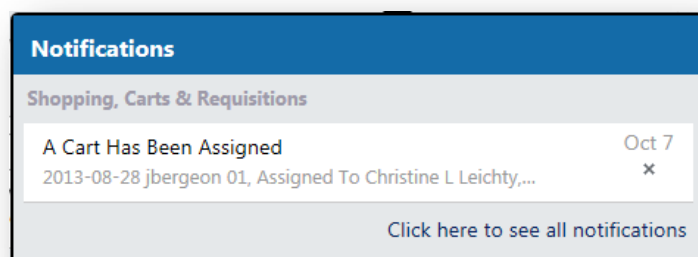 Notifications
Shopping, Carts & Requisitions
A Cart Has Been Assigned
Oct 7
2013-08-28 jbergeon 01, Assigned To Christine L Leichty,...
×
Click here to see all notifications